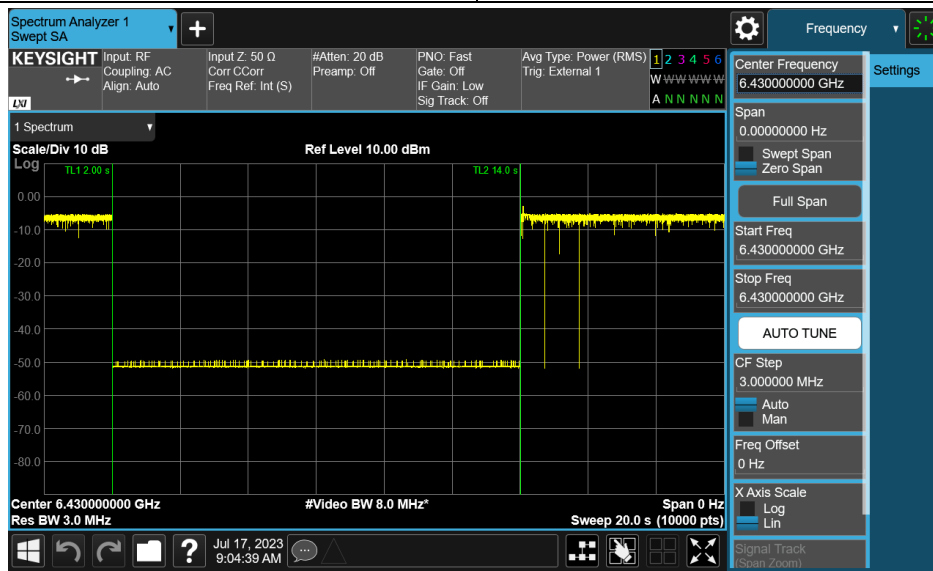 Spectrum Analyzer 1
Swept SA
Frequency
KEYSIGHT
Input: RF
Coupling: AC
Align: Auto
Input Z: 50 Ω
Corr CCorr
Freq Ref: Int (S)
#Atten: 20 dB
Preamp: Off
PNO: Fast
Gate: Off
IF Gain: Low
Sig Track: Off
Avg Type: Power (RMS)
Trig: External 1
1 2 3 4 5 6
W W W W W W
A N N N N N
LXI
Center Frequency
6.430000000 GHz
Settings
Span
0.00000000 Hz
Swept Span
Zero Span
Full Span
Start Freq
6.430000000 GHz
Stop Freq
6.430000000 GHz
AUTO TUNE
CF Step
3.000000 MHz
Auto
Man
Freq Offset
0 Hz
X Axis Scale
Log
Lin
Signal Track
(Span Zoom)
1 Spectrum
Scale/Div 10 dB
Ref Level 10.00 dBm
Log
TL1 2.00 s
TL2 14.0 s
0.00
-10.0
-20.0
-30.0
-40.0
-50.0
-60.0
-70.0
-80.0
Center 6.430000000 GHz
#Video BW 8.0 MHz*
Span 0 Hz
Res BW 3.0 MHz
Sweep 20.0 s (10000 pts)
?
Jul 17, 2023
9:04:39 AM